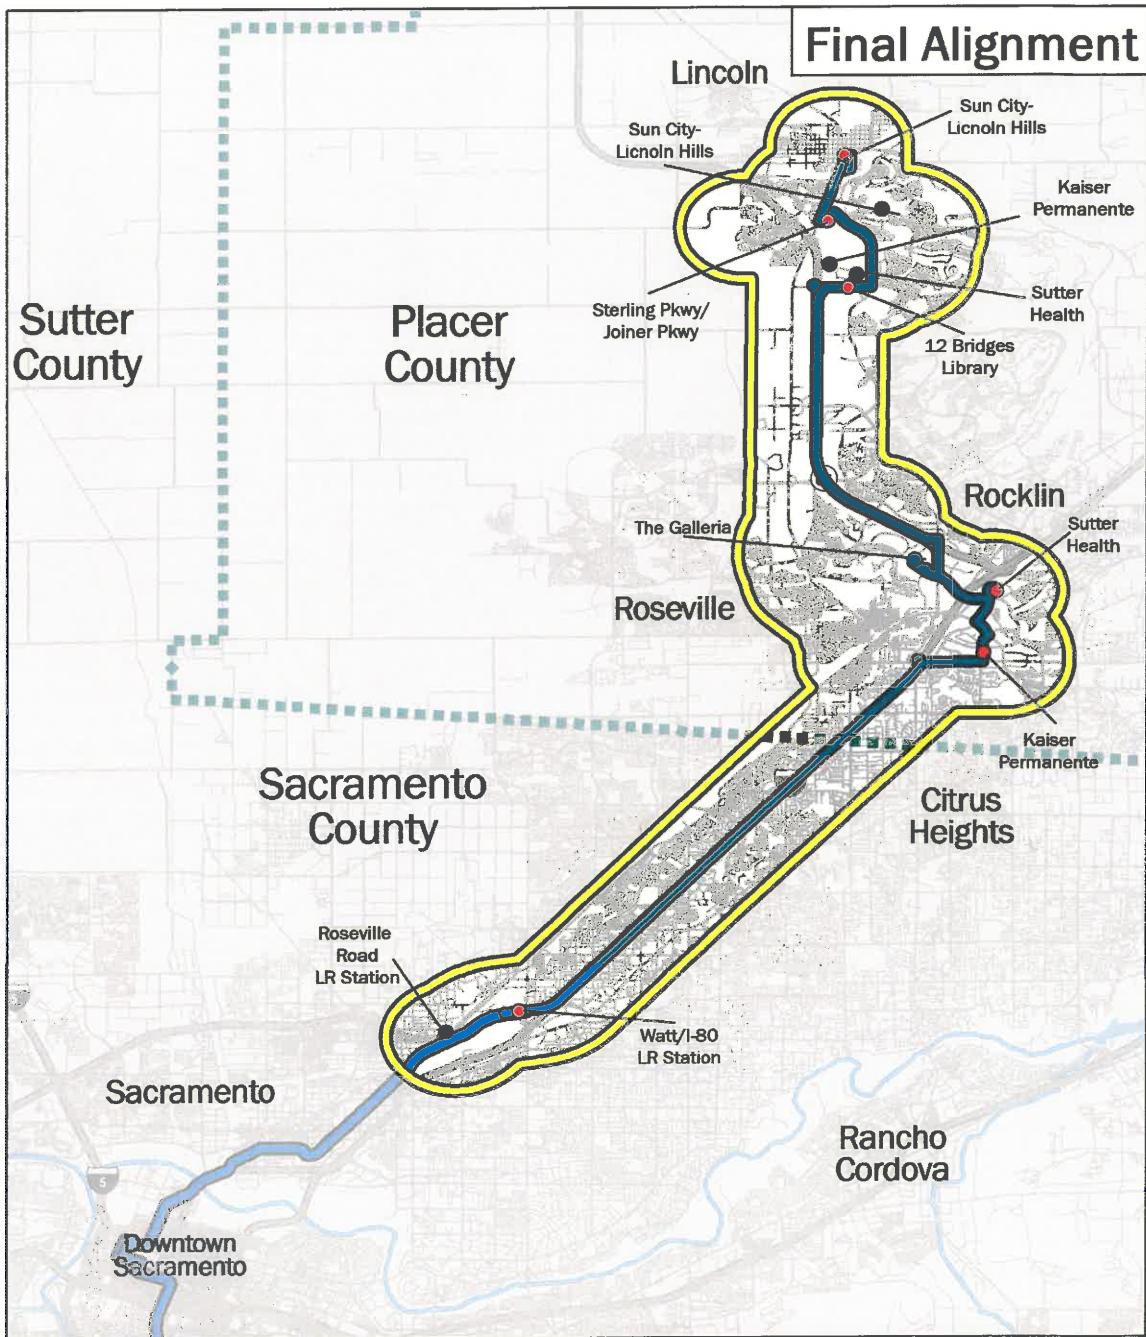 Final Alignment
Lincoln
Sun City-
Licnoln Hills
Sun City-
Licnoln Hills
Kaiser
Permanente
Sterling Pkwy/
Joiner Pkwy
Sutter
Health
12 Bridges
Library
Sutter
County
Placer
County
Rocklin
The Galleria
Sutter
Health
Roseville
Kaiser
Permanente
Sacramento
County
Citrus
Heights
Roseville
Road
LR Station
Watt/I-80
LR Station
Sacramento
Rancho
Cordova
5
Downtown
Sacramento